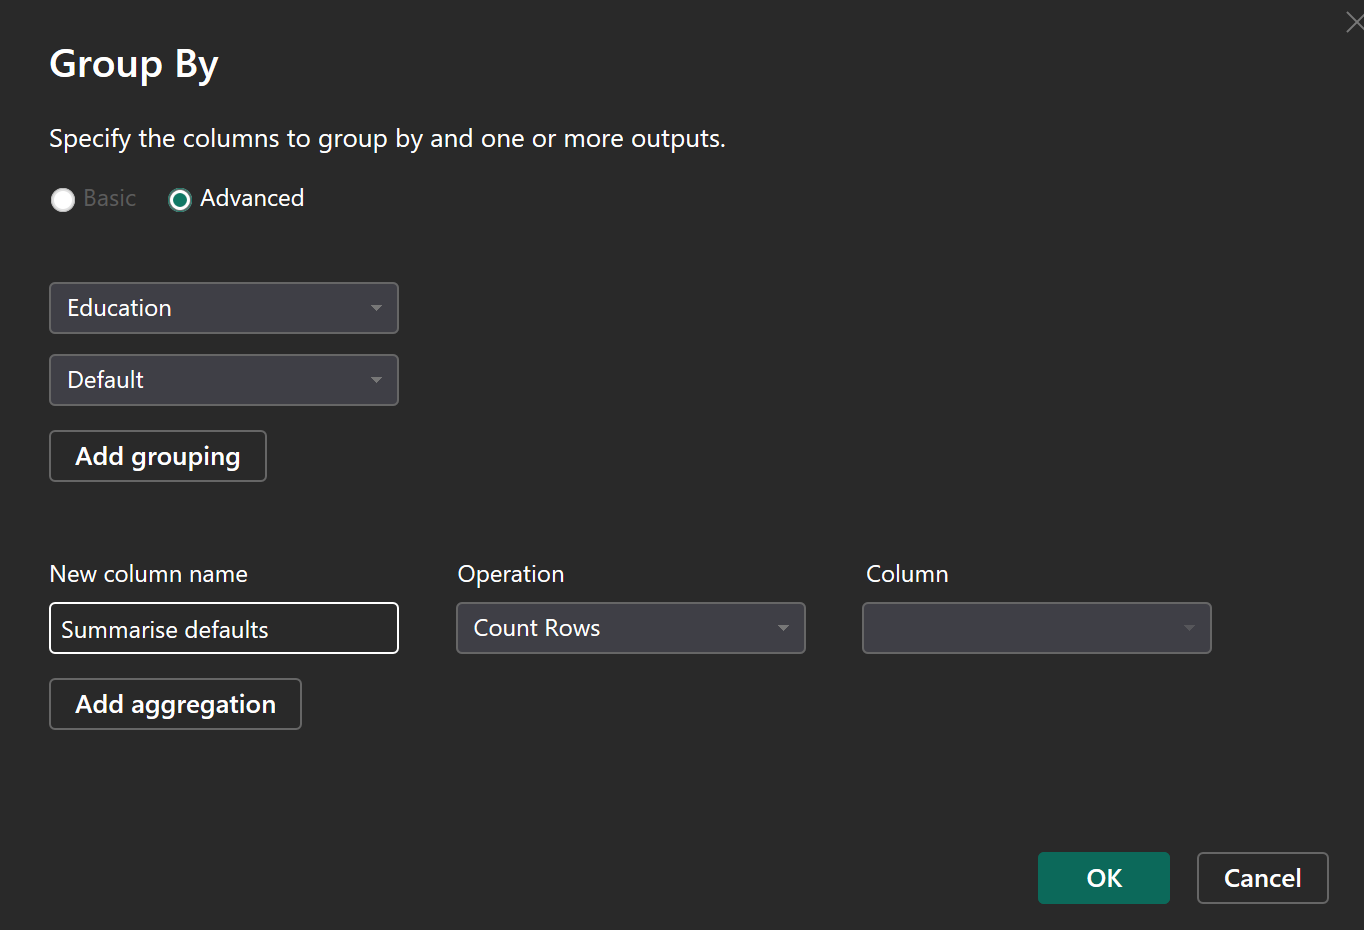 Group By
Specify the columns to group by and one or more outputs.
Basic Advanced
Education
Default
Add grouping
New column name Operation Column
Summarise defaults Count Rows
Add aggregation
OK Cancel